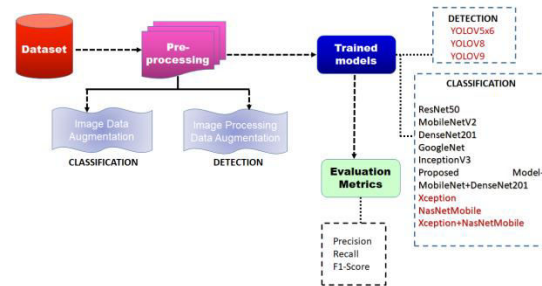 Dataset
Pre-
processing
Trained
models
DETECTION
YOLOV5x6
YOLOV8
YOLOV9
Image Data
Augmentation
CLASSIFICATION
Image Processing
Data Augmentation
DETECTION
CLASSIFICATION
ResNet50
MobileNetV2
DenseNet201
GoogleNet
InceptionV3
Proposed Model-
MobileNet+DenseNet201
Xception
NasNetMobile
Xception+NasNetMobile
Evaluation
Metrics
Precision
Recall
F1-Score